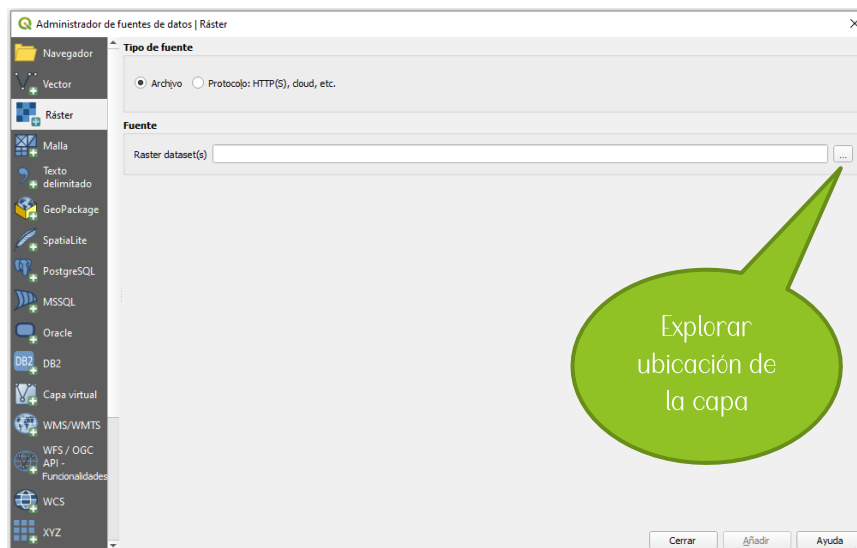 Administrador de fuentes de datos | Ráster
Navegador
Vector
Ráster
Malla
Texto
delimitado
GeoPackage
SpatiaLite
PostgreSQL
MSSQL
Oracle
DB2
DB2
Capa virtual
WMS/WMTS
WFS / OGC
API -
Funcionalidades
WCS
XYZ
Tipo de fuente
Archivo Protocolo: HTTP(S), cloud, etc.
Fuente
Raster dataset(s) ...
Explorar
ubicación de
la capa
Cerrar Añadir Ayuda